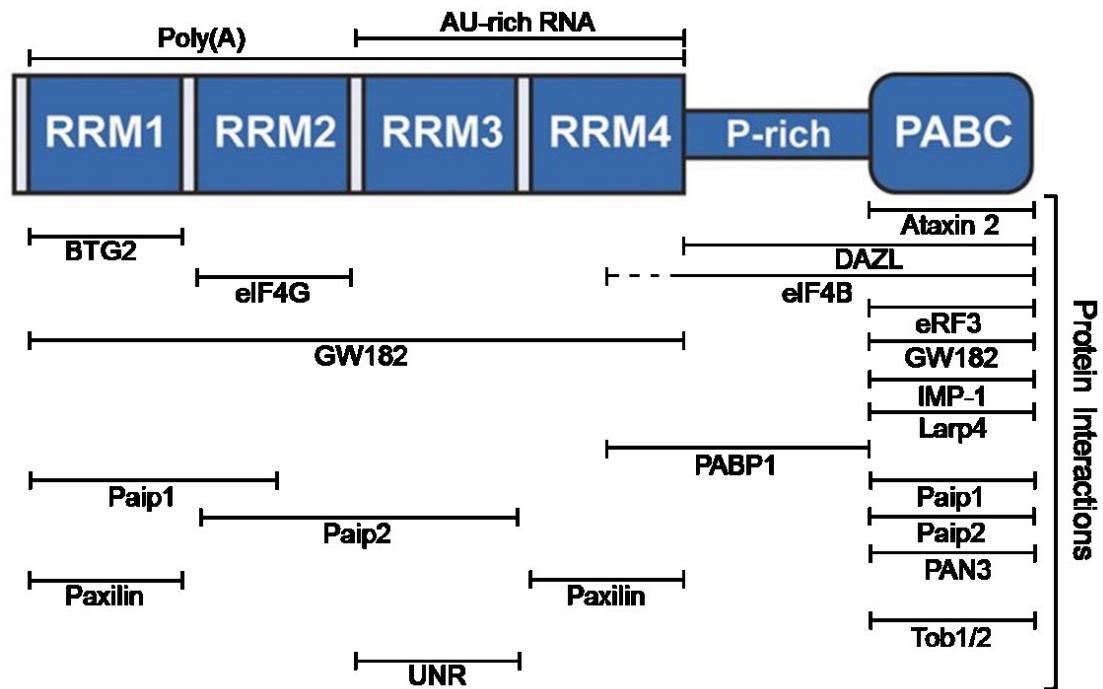 AU-rich RNA
Poly(A)
RRM1 RRM2 RRM3 RRM4 P-rich PABC
Ataxin 2
BTG2
DAZL
eIF4G
eIF4B
eRF3
GW182
GW182
IMP-1
Larp4
PABP1
Paip1
Paip1
Paip2
Paip2
PAN3
Paxilin
Paxilin
Tob1/2
UNR
Protein Interactions